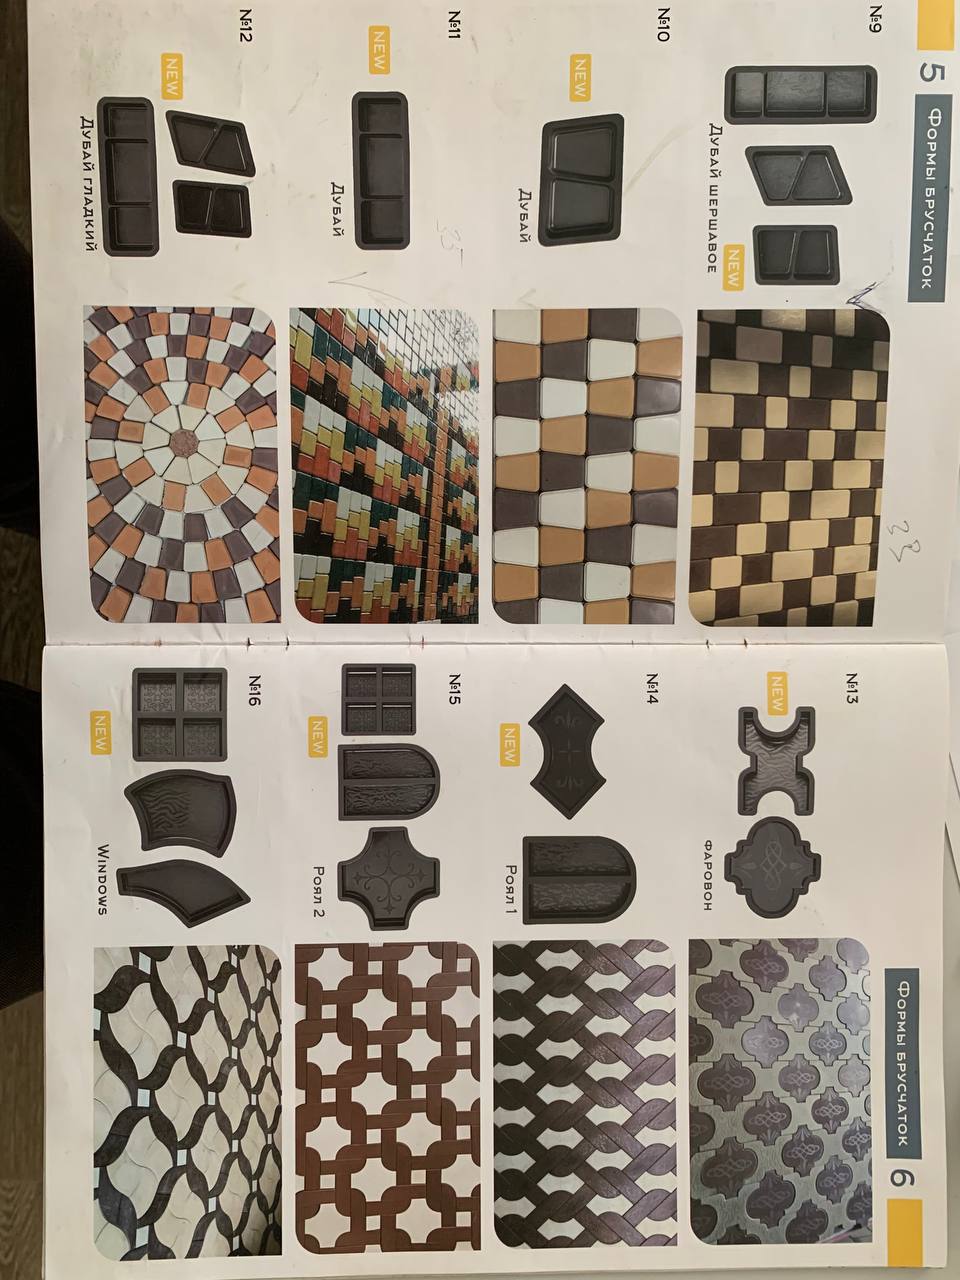 5 Формы брусчаток
33
№9
NEW
Дубай шершавое
№10
NEW
Дубай
№11
35
NEW
Дубай
№12
NEW
Дубай гладкий
Формы брусчаток 6
№13
NEW
фаровон
№14
NEW
Роял 1
№15
NEW
Роял 2
№16
NEW
Windows